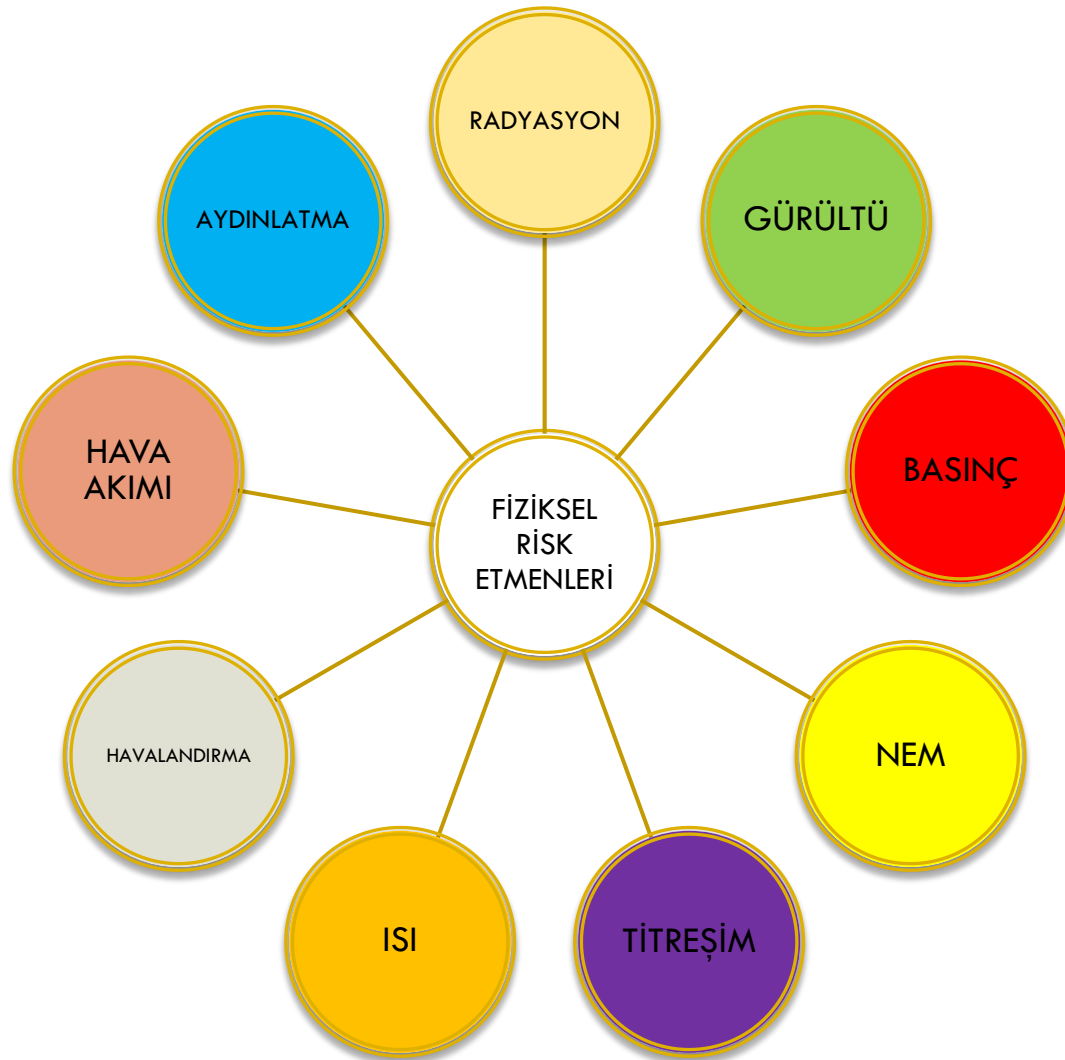 RADYASYON
GÜRÜLTÜ
BASINÇ
NEM
TİTREŞİM
ISI
HAVALANDIRMA
HAVA
AKIMI
AYDINLATMA
FİZİKSEL
RİSK
ETMENLERİ